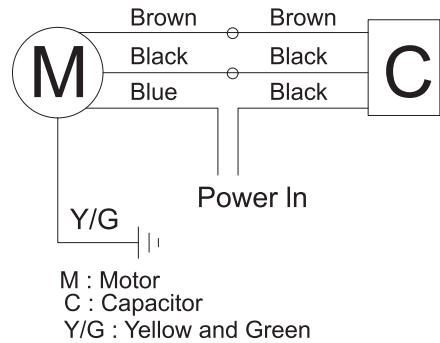 Brown Brown
Black Black
M C
Blue Black
Power In
Y/G
M : Motor
C : Capacitor
Y/G : Yellow and Green